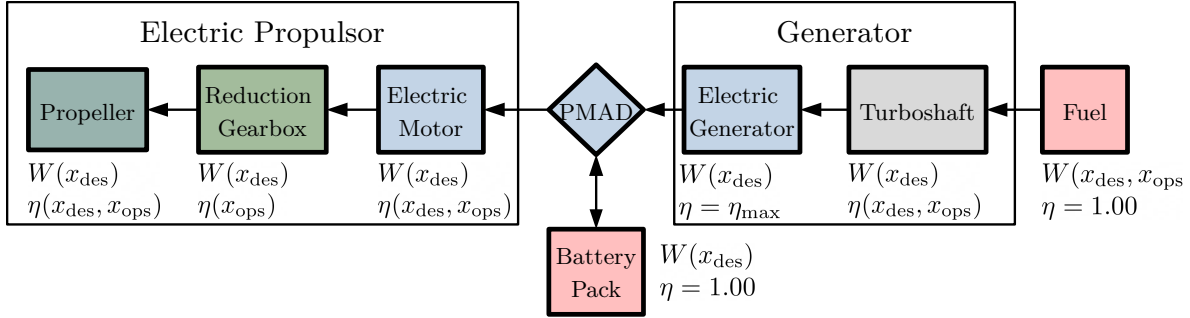 Electric Propulsor
Generator
Propeller
Reduction
Gearbox
Electric
Motor
PMAD
Electric
Generator
Turboshaft
Fuel
W(x_des)
η(x_des, x_ops)
W(x_des)
η(x_ops)
W(x_des)
η(x_des, x_ops)
W(x_des)
η = η_max
W(x_des)
η(x_des, x_ops)
W(x_des, x_ops
η = 1.00
Battery
Pack
W(x_des)
η = 1.00